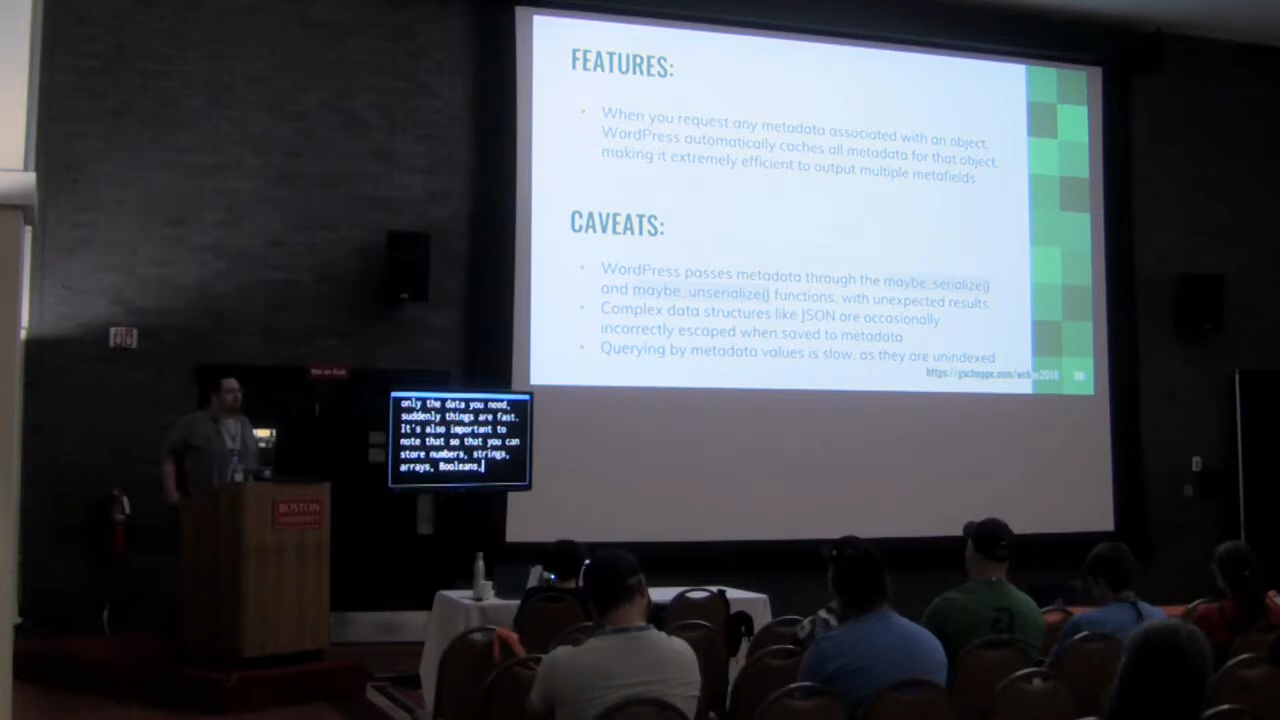 FEATURES:
When you request any metadata associated with an object,
WordPress automatically caches all metadata for that object,
making it extremely efficient to output multiple metafields
CAVEATS:
WordPress passes metadata through the maybe_serialize()
and maybe_unserialize() functions, with unexpected results.
Complex data structures like JSON are occasionally
incorrectly escaped when saved to metadata
Querying by metadata values is slow, as they are unindexed
only the data you need,
suddenly things are fast.
It's also important to
note that so that you can
store numbers, strings,
arrays, Booleans,
BOSTON
UNIVERSITY